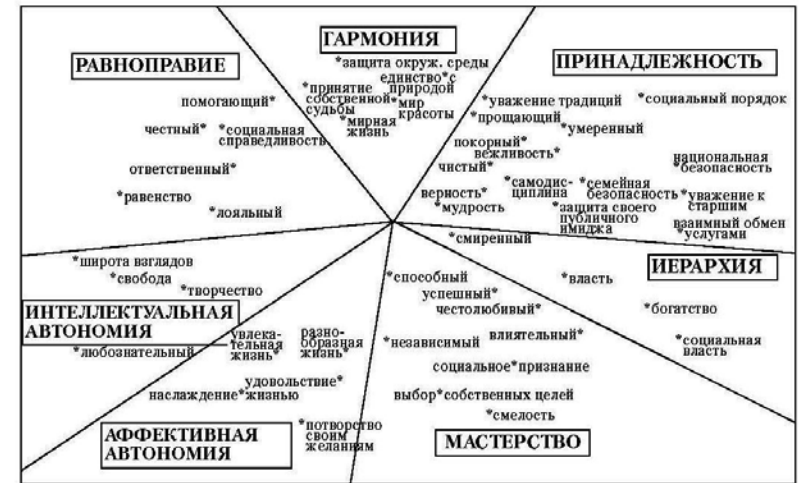 ГАРМОНИЯ
*защита окруж. среды
единство*с
природой
*принятие
собственной
судьбы
*мир
красоты
*мирная
жизнь
РАВНОПРАВИЕ
помогающий*
честный*
*социальная
справедливость
ответственный*
*равенство
*лояльный
ПРИНАДЛЕЖНОСТЬ
*уважение традиций
*социальный порядок
*прощающий
*умеренный
покорный*
вежливость*
чистый*
национальная
*безопасность
*самодис-
циплина
*семейная
безопасность
верность*
*мудрость
*уважение к
старшим
*защита своего
публичного
имиджа
взаимный обмен
*услугами
*смиренный
ИЕРАРХИЯ
*власть
*богатство
*социальная
власть
*широта взглядов
*свобода
*творчество
ИНТЕЛЛЕКТУАЛЬНАЯ
АВТОНОМИЯ
*любознательный
увлека-
тельная
жизнь*
разно-
образная
жизнь*
удовольствие*
наслаждение*жизнью
*потворство
своим
желаниям
АФФЕКТИВНАЯ
АВТОНОМИЯ
*способный
успешный*
честолюбивый*
*независимый
влиятельный*
социальное*признание
выбор*собственных целей
*смелость
МАСТЕРСТВО